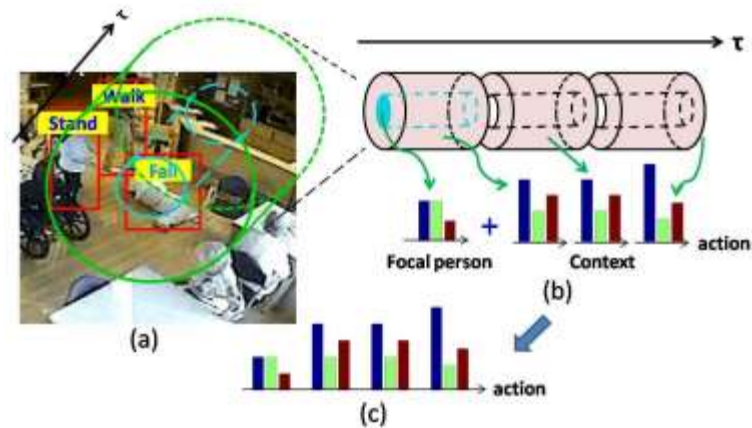 τ
τ
Walk
Stand
Fall
+
action
Focal person
Context
(a)
(b)
action
(c)